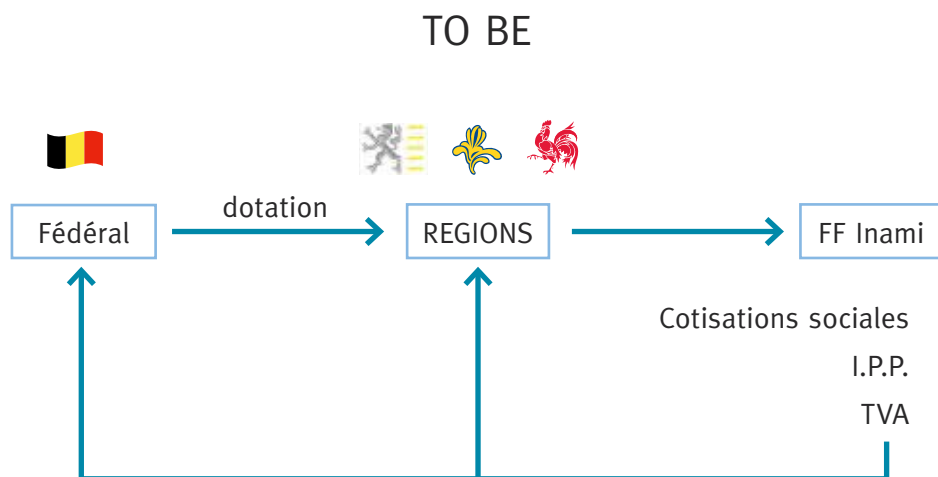 TO BE
dotation
Fédéral
REGIONS
FF Inami
Cotisations sociales
I.P.P.
TVA